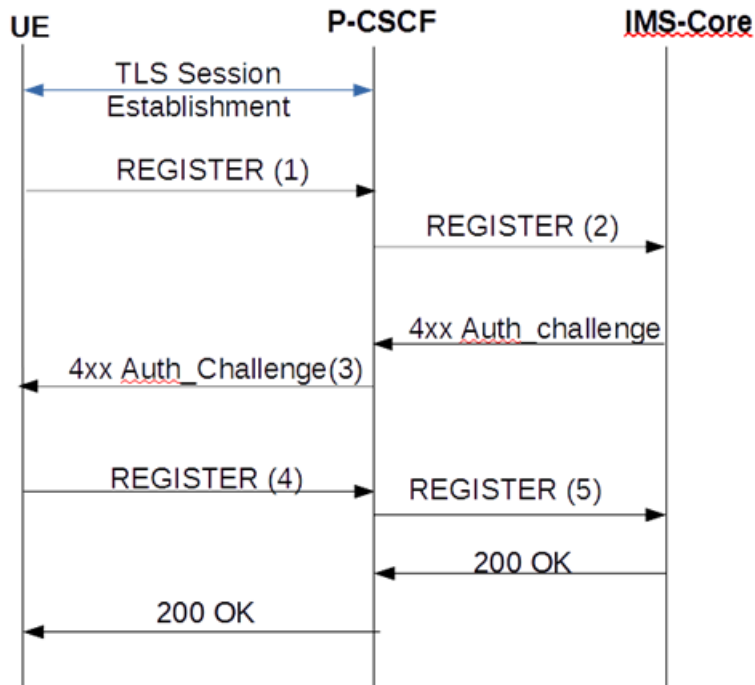 UE
P-CSCF
IMS-Core
TLS Session
Establishment
REGISTER (1)
REGISTER (2)
4xx Auth_challenge
4xx Auth_Challenge(3)
REGISTER (4)
REGISTER (5)
200 OK
200 OK